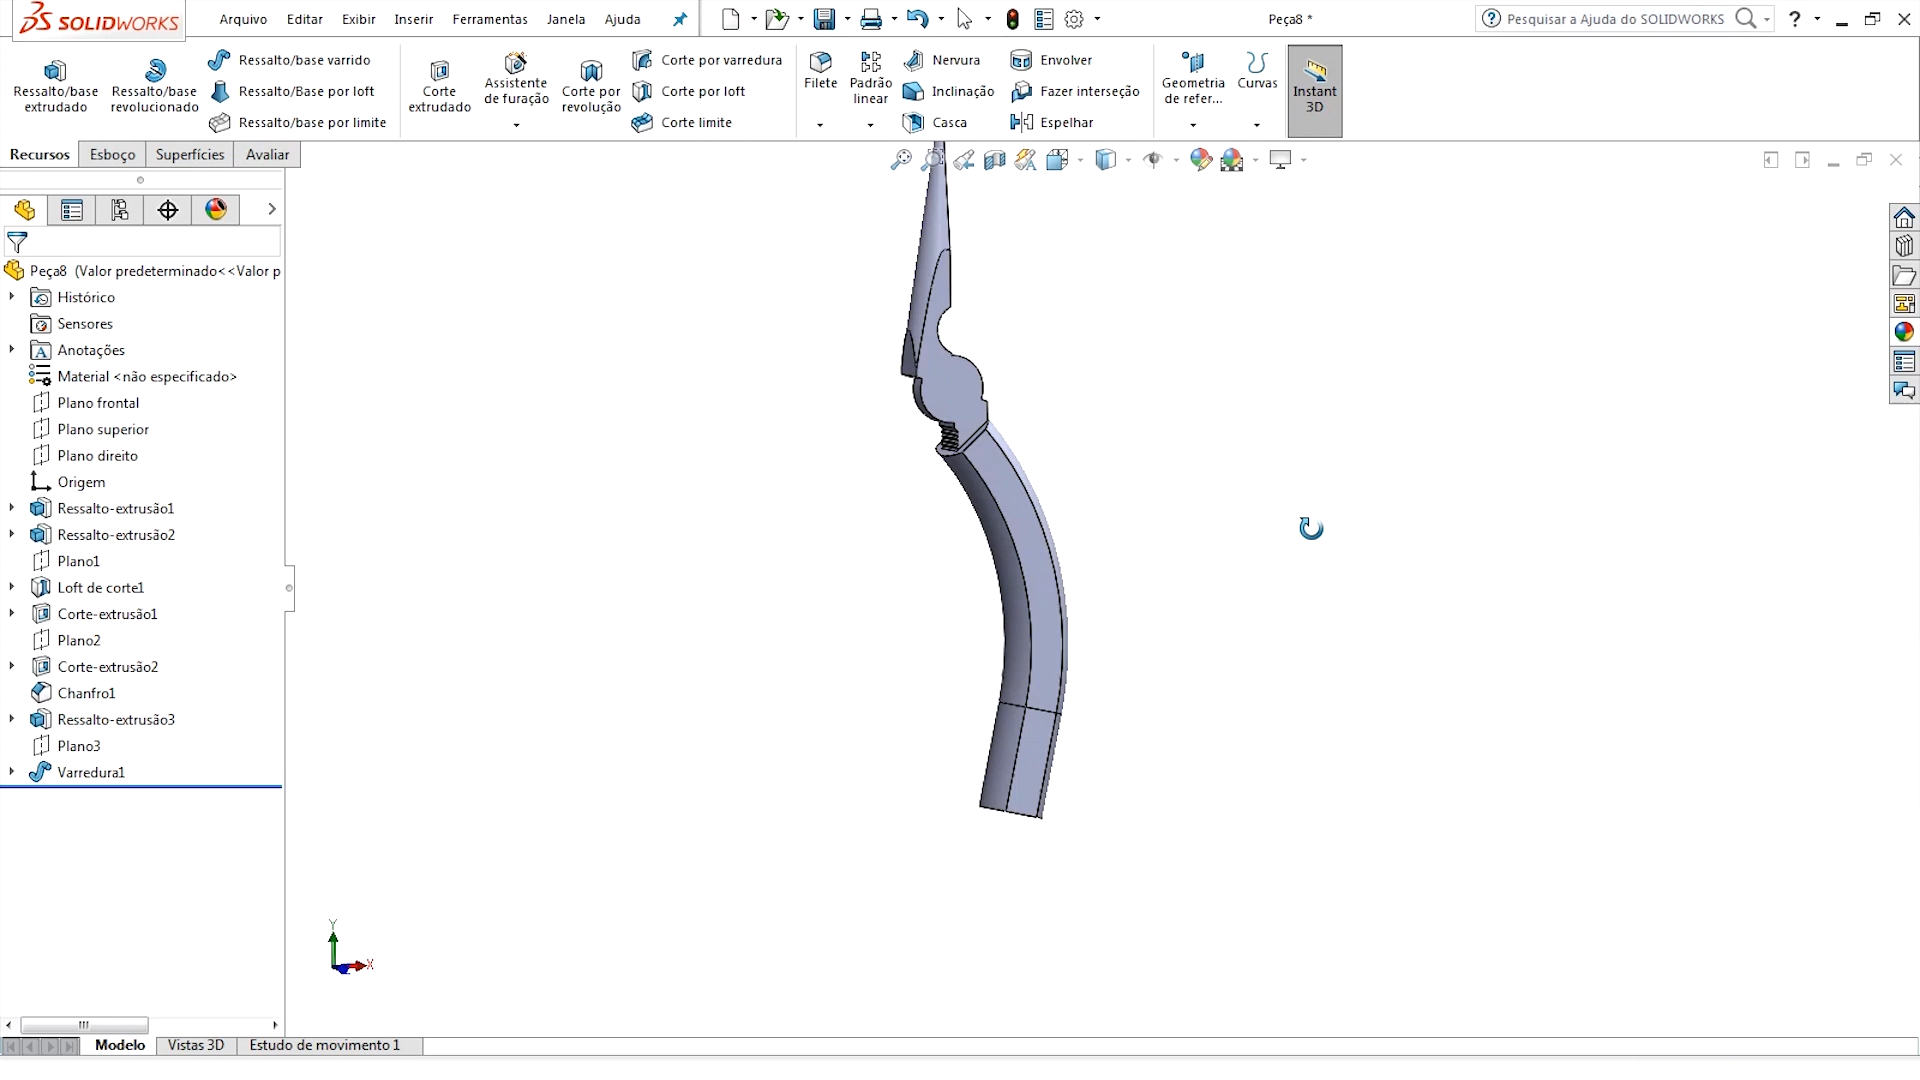 SOLIDWORKS
Arquivo Editar Exibir Inserir Ferramentas Janela Ajuda
Peça8 *
Pesquisar a Ajuda do SOLIDWORKS
?
Ressalto/base extrudado
Ressalto/base revolucionado
Ressalto/base varrido
Ressalto/Base por loft
Ressalto/base por limite
Corte extrudado
Assistente de furação
Corte por revolução
Corte por varredura
Corte por loft
Corte limite
Filete
Padrão linear
Nervura
Inclinação
Casca
Envolver
Fazer interseção
Espelhar
Geometria de refer...
Curvas
Instant 3D
Recursos Esboço Superfícies Avaliar
Peça8 (Valor predeterminado<<Valor p
Histórico
Sensores
Anotações
Material <não especificado>
Plano frontal
Plano superior
Plano direito
Origem
Ressalto-extrusão1
Ressalto-extrusão2
Plano1
Loft de corte1
Corte-extrusão1
Plano2
Corte-extrusão2
Chanfro1
Ressalto-extrusão3
Plano3
Varredura1
Y
X
Modelo Vistas 3D Estudo de movimento 1